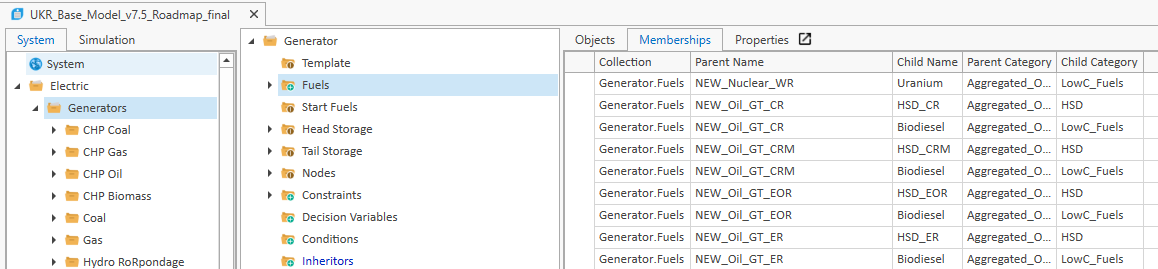 UKR_Base_Model_v7.5_Roadmap_final
System Simulation
System
Electric
Generators
CHP Coal
CHP Gas
CHP Oil
CHP Biomass
Coal
Gas
Hydro RoRpondage
Generator
Template
Fuels
Start Fuels
Head Storage
Tail Storage
Nodes
Constraints
Decision Variables
Conditions
Inheritors
Objects Memberships Properties
Collection Parent Name Child Name Parent Category Child Category
Generator.Fuels NEW_Nuclear_WR Uranium Aggregated_O... LowC_Fuels
Generator.Fuels NEW_Oil_GT_CR HSD_CR Aggregated_O... HSD
Generator.Fuels NEW_Oil_GT_CR Biodiesel Aggregated_O... LowC_Fuels
Generator.Fuels NEW_Oil_GT_CRM HSD_CRM Aggregated_O... HSD
Generator.Fuels NEW_Oil_GT_CRM Biodiesel Aggregated_O... LowC_Fuels
Generator.Fuels NEW_Oil_GT_EOR HSD_EOR Aggregated_O... HSD
Generator.Fuels NEW_Oil_GT_EOR Biodiesel Aggregated_O... LowC_Fuels
Generator.Fuels NEW_Oil_GT_ER HSD_ER Aggregated_O... HSD
Generator.Fuels NEW_Oil_GT_ER Biodiesel Aggregated_O... LowC_Fuels